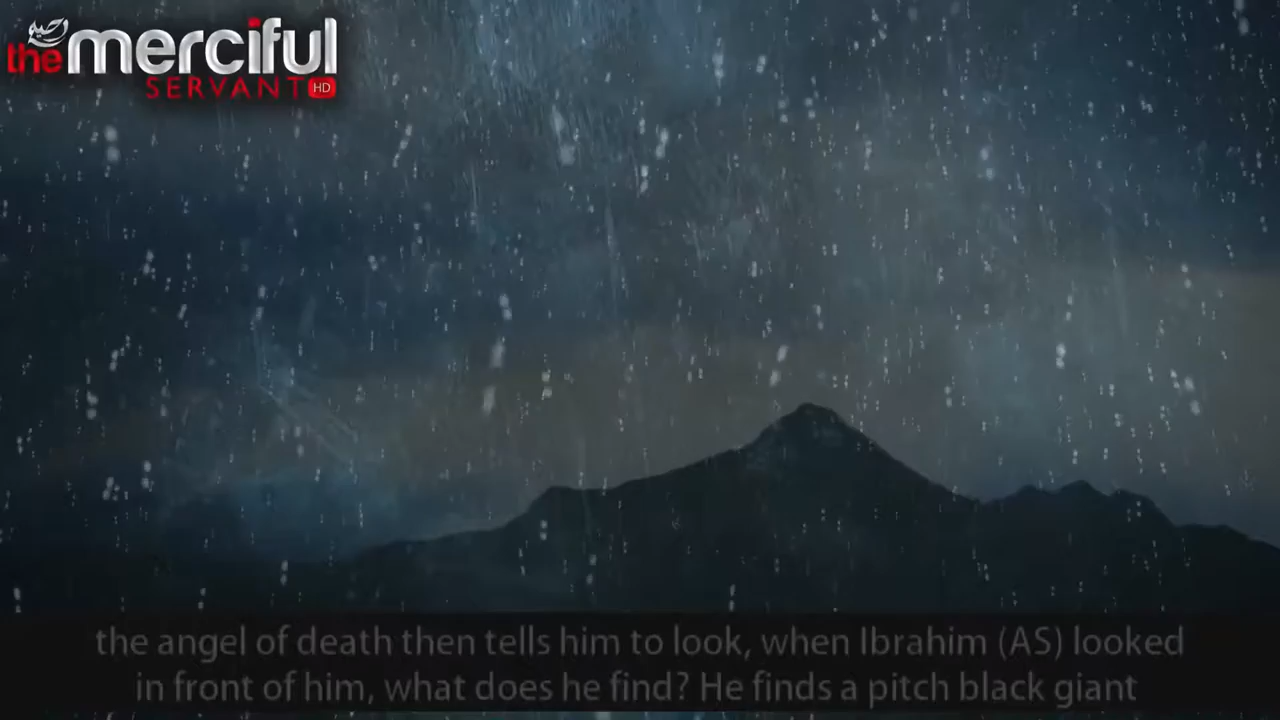 the merciful
SERVANT HD
the angel of death then tells him to look, when Ibrahim (AS) looked
in front of him, what does he find? He finds a pitch black giant